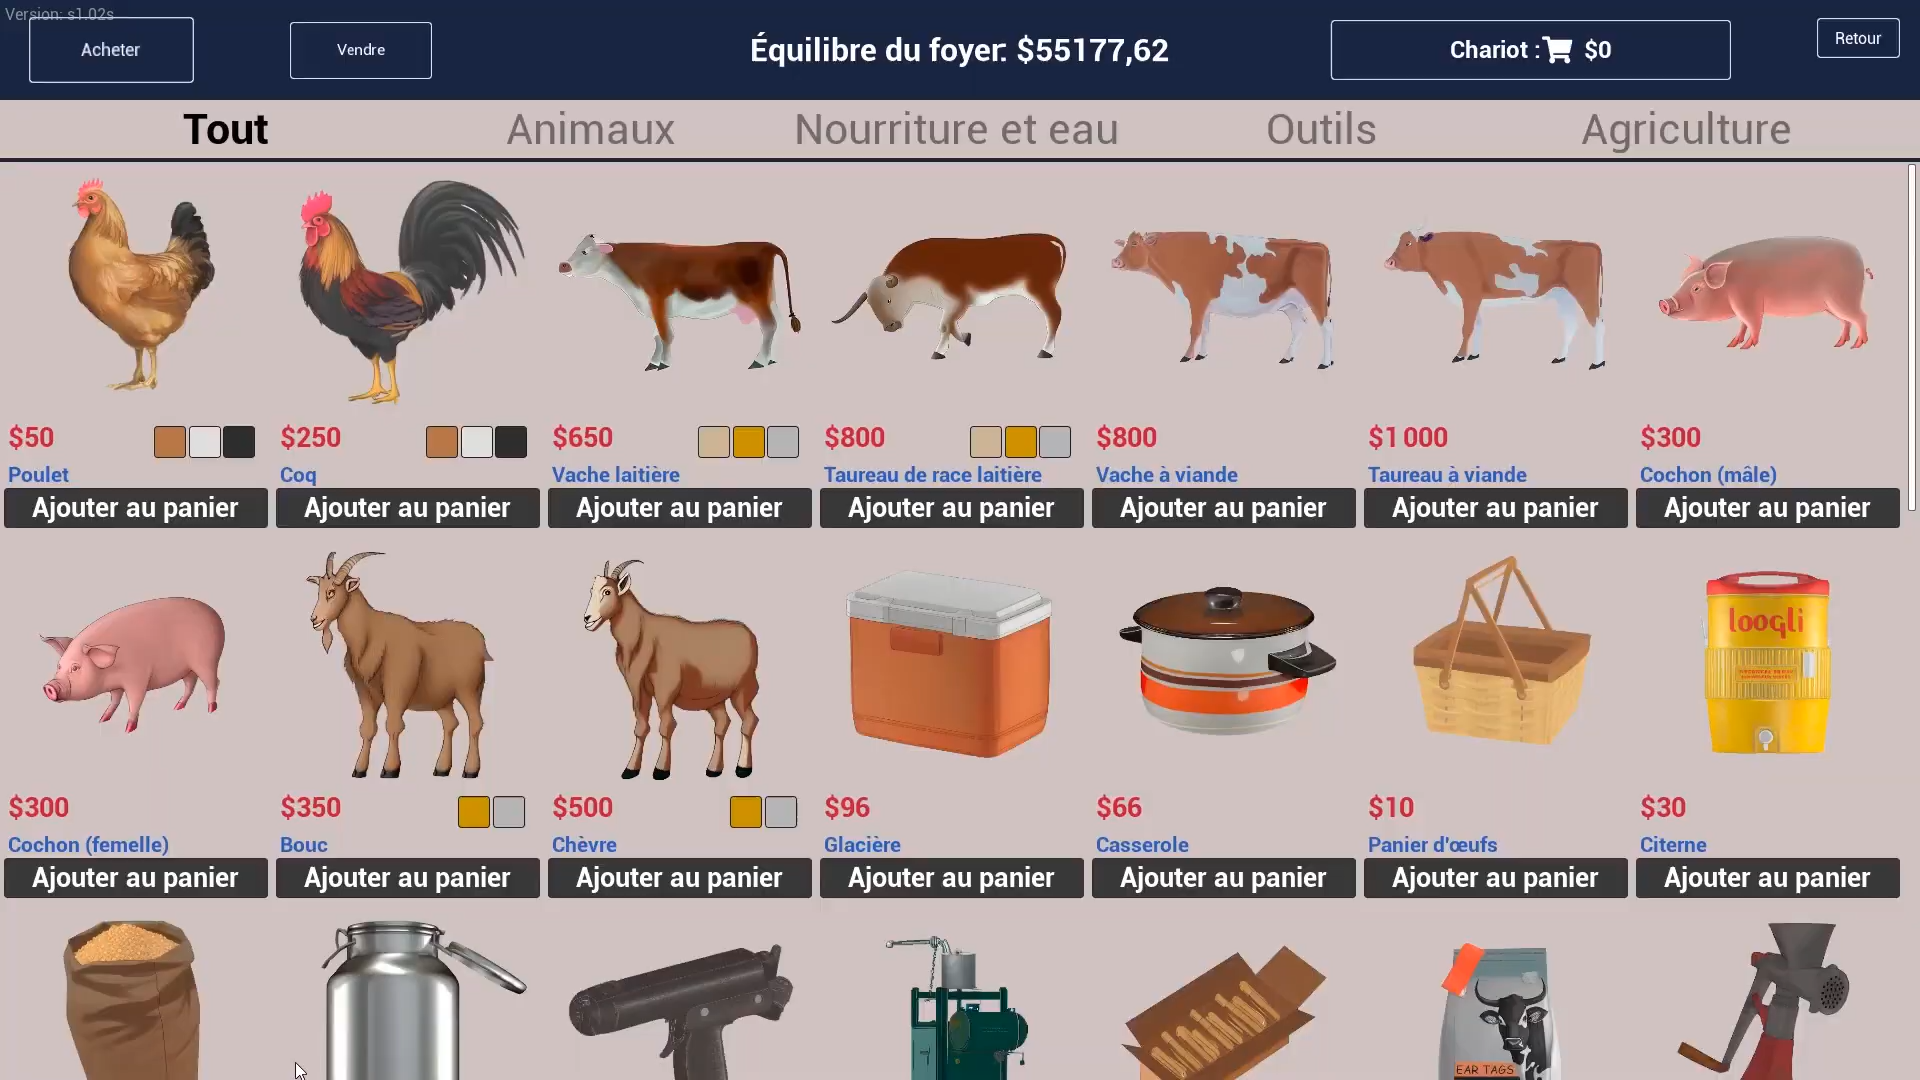 Version: s1.02s
Acheter
Vendre
Équilibre du foyer: $55177,62
Chariot : $0
Retour
Tout
Animaux
Nourriture et eau
Outils
Agriculture
$50
$250
$650
$800
$800
$1 000
$300
Poulet
Coq
Vache laitière
Taureau de race laitière
Vache à viande
Taureau à viande
Cochon (mâle)
Ajouter au panier
Ajouter au panier
Ajouter au panier
Ajouter au panier
Ajouter au panier
Ajouter au panier
Ajouter au panier
loogli
$300
$350
$500
$96
$66
$10
$30
Cochon (femelle)
Bouc
Chèvre
Glacière
Casserole
Panier d'œufs
Citerne
Ajouter au panier
Ajouter au panier
Ajouter au panier
Ajouter au panier
Ajouter au panier
Ajouter au panier
Ajouter au panier
EAR TAGS